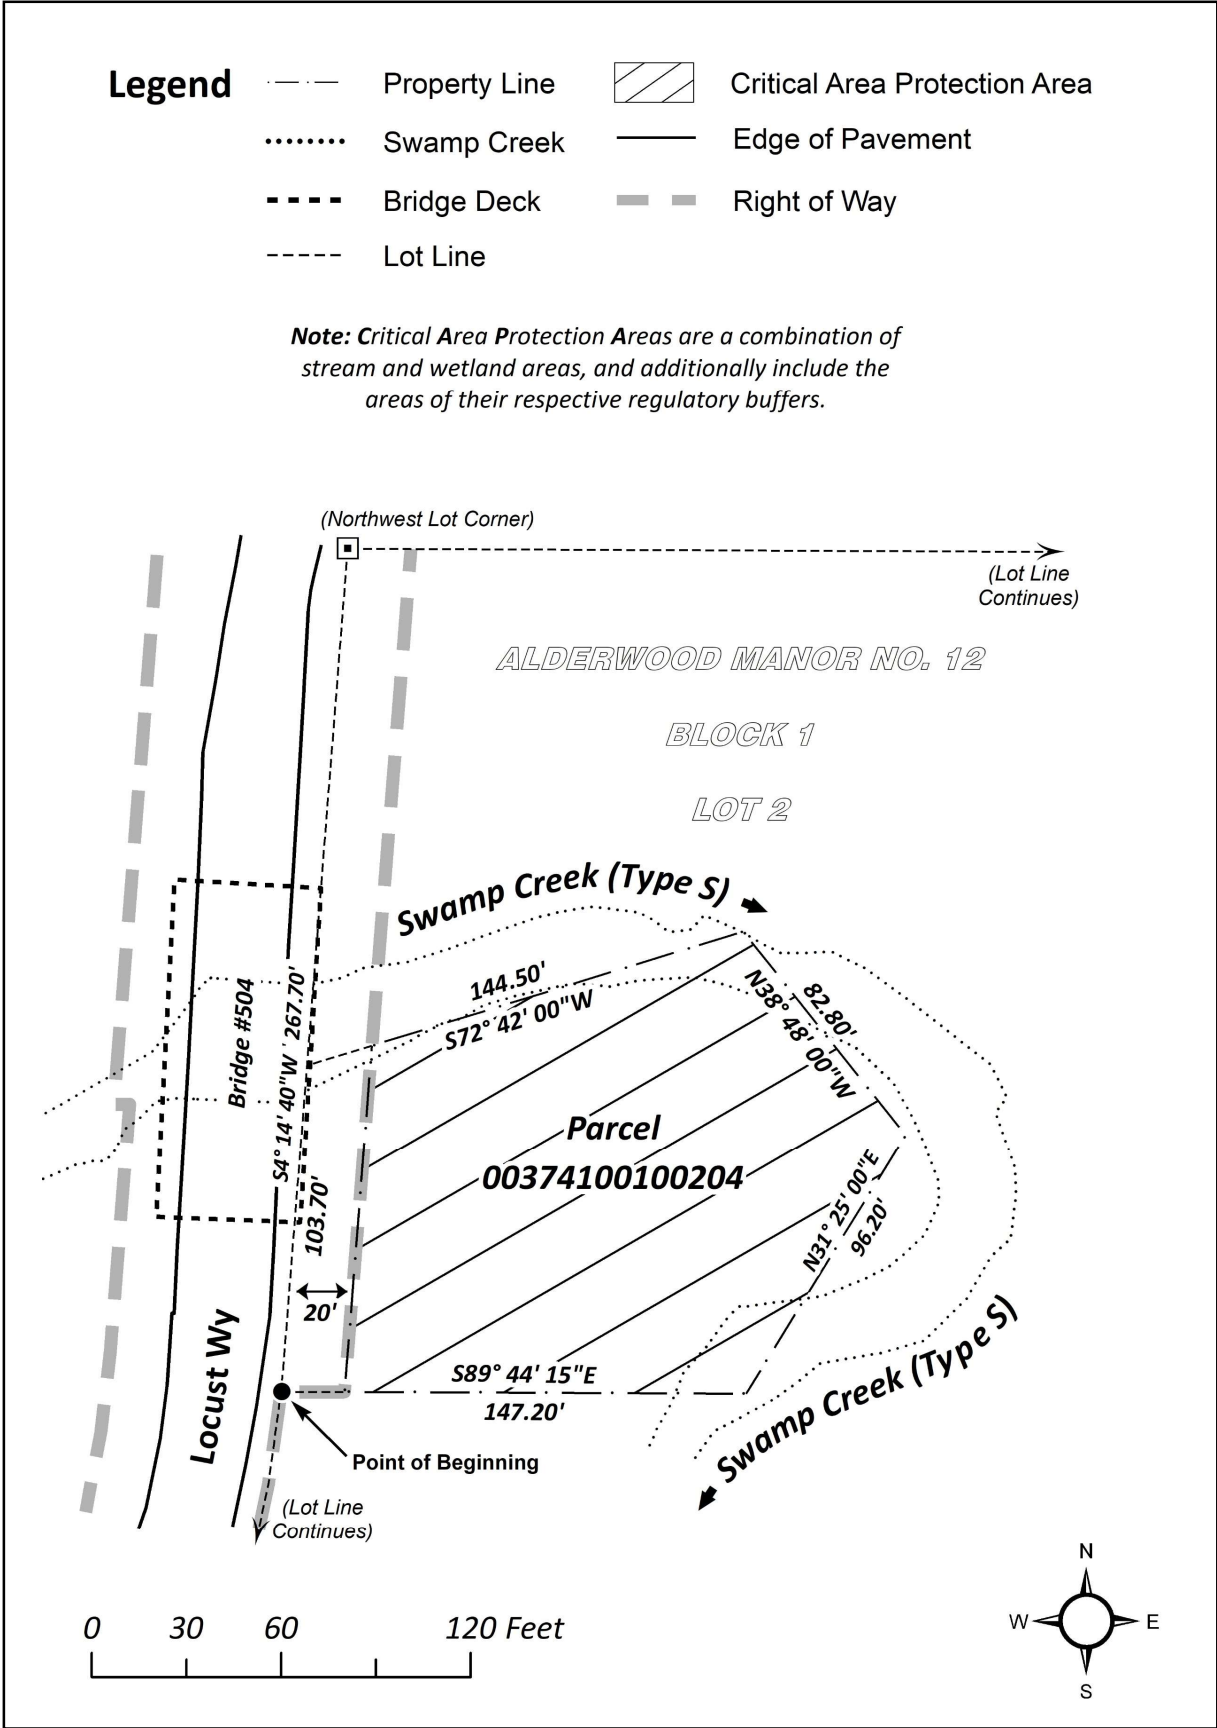 Legend
Property Line
Critical Area Protection Area
Swamp Creek
Edge of Pavement
Bridge Deck
Right of Way
Lot Line
Note: Critical Area Protection Areas are a combination of
stream and wetland areas, and additionally include the
areas of their respective regulatory buffers.
(Northwest Lot Corner)
(Lot Line
Continues)
ALDERWOOD MANOR NO. 12
BLOCK 1
LOT 2
Swamp Creek (Type S)
144.50'
S72° 42' 00"W
82.80'
N38° 48' 00"W
Bridge #504
S4° 14' 40"W 267.70'
103.70'
Parcel
00374100100204
N31° 25' 00"E
96.20'
20'
Locust Wy
S89° 44' 15"E
147.20'
Swamp Creek (Type S)
Point of Beginning
(Lot Line
Continues)
0 30 60 120 Feet
N
W E
S